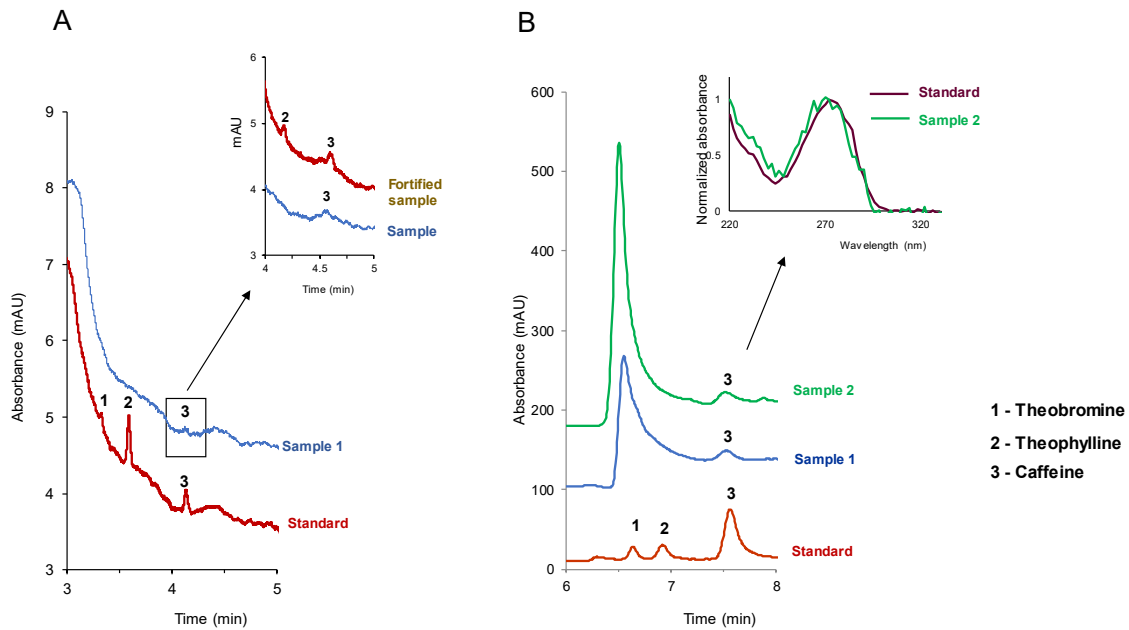 A
9
8
7
6
5
4
3
Absorbance (mAU)
3
4
5
Time (min)
1
2
3
3
Sample 1
Standard
6
5
4
3
mAU
4
4.5
5
Time (min)
2
3
3
Fortified
sample
Sample
B
600
500
400
300
200
100
0
Absorbance (mAU)
6
7
8
Time (min)
3
Sample 2
3
Sample 1
1
2
3
Standard
Normalized absorbance
1
0.5
0
220
270
320
Wavelength (nm)
Standard
Sample 2
1 - Theobromine
2 - Theophylline
3 - Caffeine